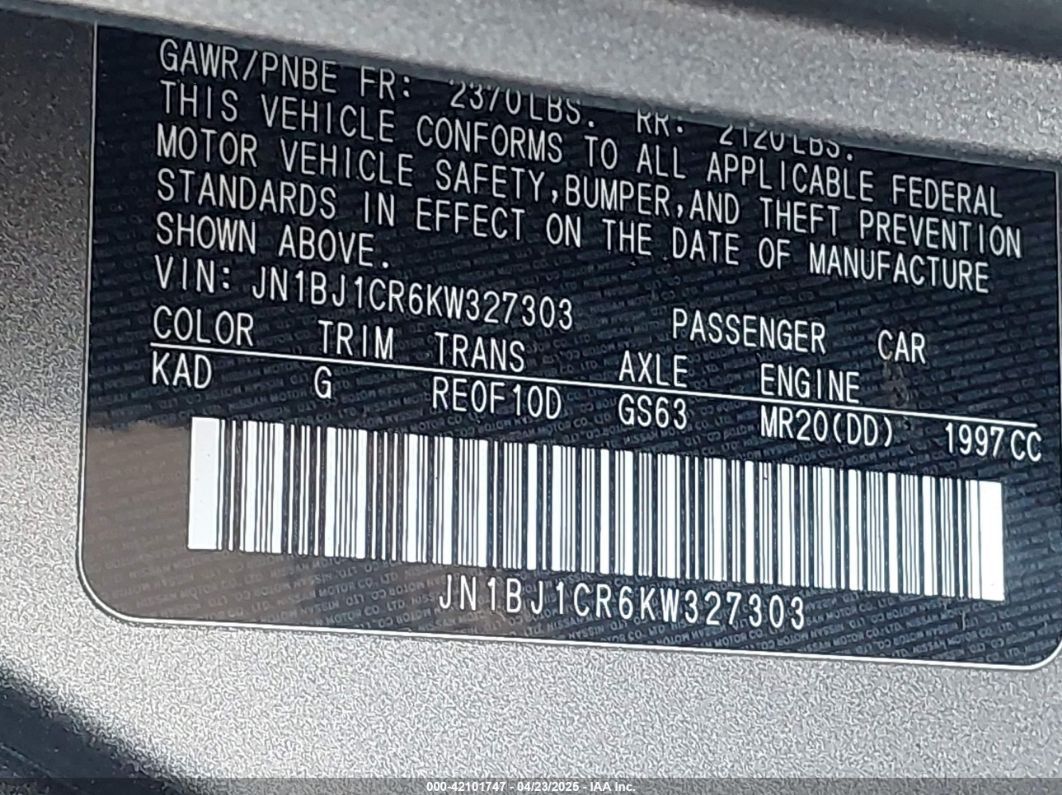 GAWR/PNBE FR: 2370LBS. RR: 2120LBS.
THIS VEHICLE CONFORMS TO ALL APPLICABLE FEDERAL
MOTOR VEHICLE SAFETY,BUMPER,AND THEFT PREVENTION
STANDARDS IN EFFECT ON THE DATE OF MANUFACTURE
SHOWN ABOVE.
VIN: JN1BJ1CR6KW327303 PASSENGER CAR
COLOR TRIM TRANS AXLE ENGINE
KAD G RE0F10D GS63 MR20(DD) 1997CC
JN1BJ1CR6KW327303
000-42101747 - 04/23/2025 - IAA Inc.